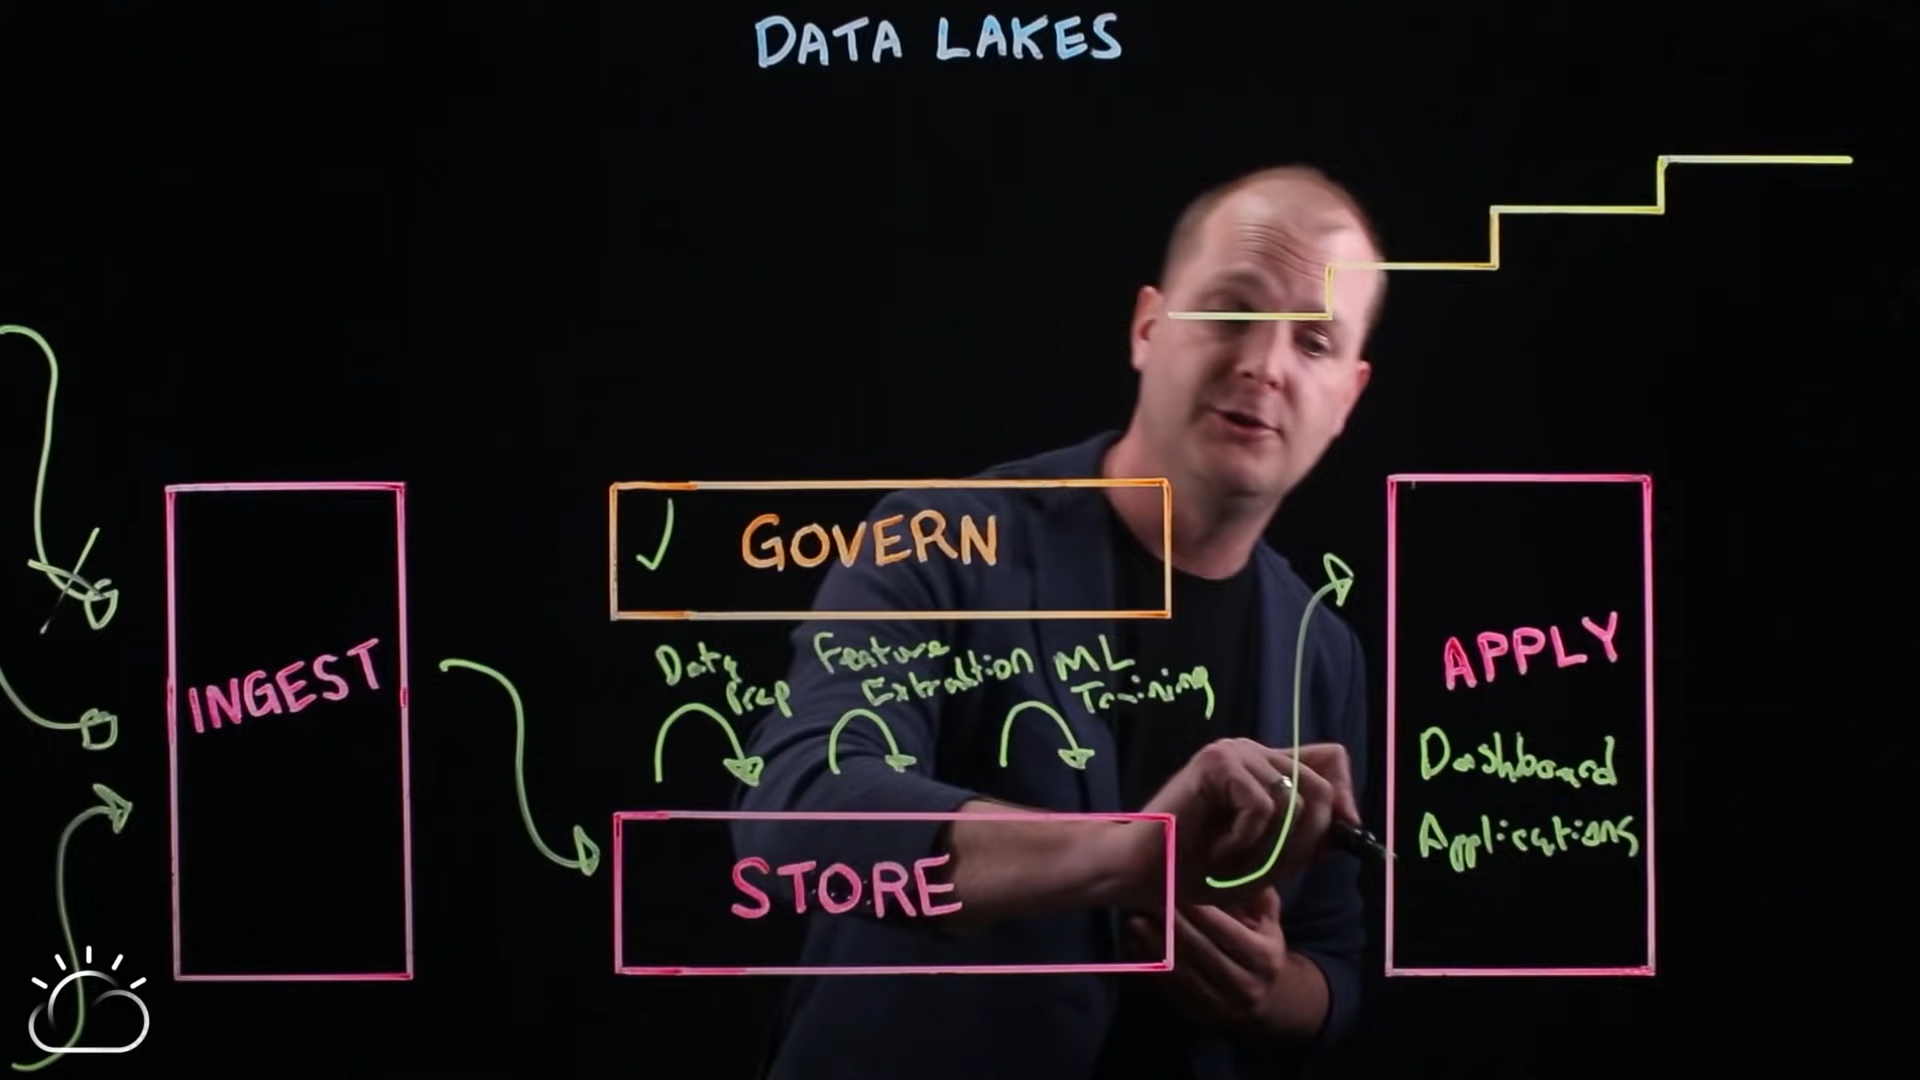 DATA LAKES
INGEST
GOVERN
Data
Prep
Feature
Extraction
ML
Training
STORE
APPLY
Dashboard
Applications